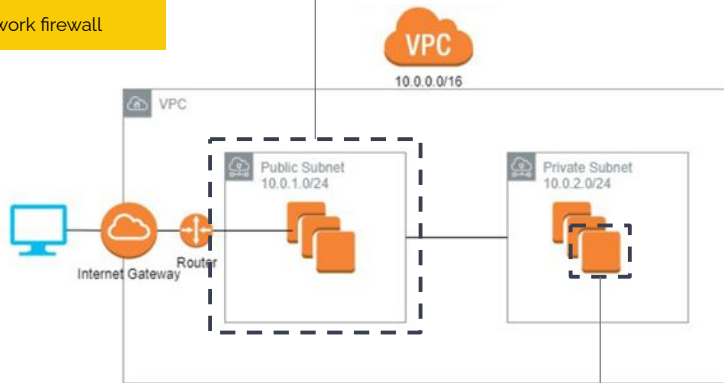 work firewall
VPC
10.0.0.0/16
VPC
Public Subnet
10.0.1.0/24
Private Subnet
10.0.2.0/24
Router
Internet Gateway